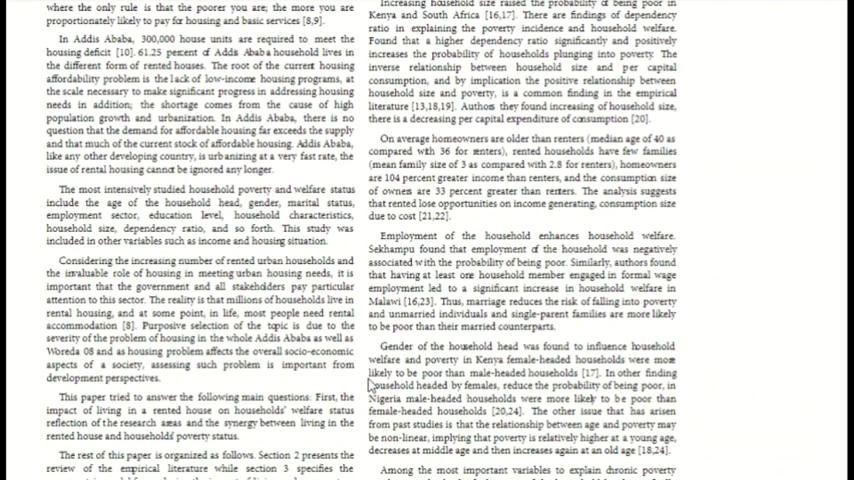 where the only rule is that the poorer you are; the more you are
proportionately likely to pay for housing and basic services [8,9].
In Addis Ababa, 300,000 house units are required to meet the
housing deficit [10]. 61.25 percent of Addis Ababa household lives in
the different form of rented houses. The root of the current housing
affordability problem is the lack of low-income housing programs, at
the scale necessary to make significant progress in addressing housing
needs in addition; the shortage comes from the cause of high
population growth and urbanization. In Addis Ababa, there is no
question that the demand for affordable housing far exceeds the supply
and that much of the current stock of affordable housing. Addis Ababa,
like any other developing country, is urbanizing at a very fast rate, the
issue of rental housing cannot be ignored any longer.
The most intensively studied household poverty and welfare status
include the age of the household head, gender, marital status,
employment sector, education level, household characteristics,
household size, dependency ratio, and so forth. This study was
included in other variables such as income and housing situation.
Considering the increasing number of rented urban households and
the invaluable role of housing in meeting urban housing needs, it is
important that the government and all stakeholders pay particular
attention to this sector. The reality is that millions of households live in
rental housing, and at some point, in life, most people need rental
accommodation [8]. Purposive selection of the topic is due to the
severity of the problem of housing in the whole Addis Ababa as well as
Woreda 08 and as housing problem affects the overall socio-economic
aspects of a society, assessing such problem is important from
development perspectives.
This paper tried to answer the following main questions: First, the
impact of living in a rented house on households' welfare status
reflection of the research areas and the synergy between living in the
rented house and households' poverty status.
The rest of this paper is organized as follows. Section 2 presents the
review of the empirical literature while section 3 specifies the
Increasing household size raised the probability of being poor in
Kenya and South Africa [16,17]. There are findings of dependency
ratio in explaining the poverty incidence and household welfare.
Found that a higher dependency ratio significantly and positively
increases the probability of households plunging into poverty. The
inverse relationship between household size and per capital
consumption, and by implication the positive relationship between
household size and poverty, is a common finding in the empirical
literature [13,18,19]. Authors they found increasing of household size,
there is a decreasing per capital expenditure of consumption [20].
On average homeowners are older than renters (median age of 40 as
compared with 36 for renters), rented households have few families
(mean family size of 3 as compared with 2.8 for renters), homeowners
are 104 percent greater income than renters, and the consumption size
of owners are 33 percent greater than renters. The analysis suggests
that rented lose opportunities on income generating, consumption size
due to cost [21,22].
Employment of the household enhances household welfare.
Sekhampu found that employment of the household was negatively
associated with the probability of being poor. Similarly, authors found
that having at least one household member engaged in formal wage
employment led to a significant increase in household welfare in
Malawi [16,23]. Thus, marriage reduces the risk of falling into poverty
and unmarried individuals and single-parent families are more likely
to be poor than their married counterparts.
Gender of the household head was found to influence household
welfare and poverty in Kenya female-headed households were more
likely to be poor than male-headed households [17]. In other finding
household headed by females, reduce the probability of being poor, in
Nigeria male-headed households were more likely to be poor than
female-headed households [20,24]. The other issue that has arisen
from past studies is that the relationship between age and poverty may
be non-linear, implying that poverty is relatively higher at a young age,
decreases at middle age and then increases again at an old age [18,24].
Among the most important variables to explain chronic poverty